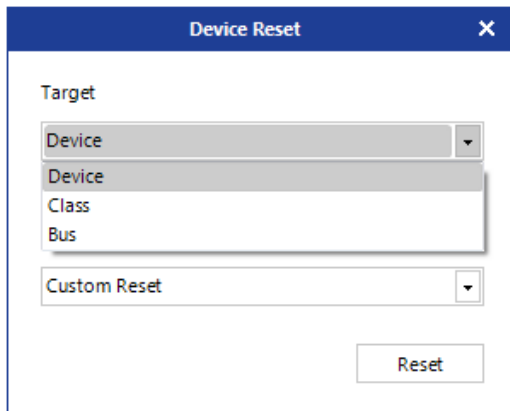 Device Reset
Target
Device
Device
Class
Bus
Custom Reset
Reset